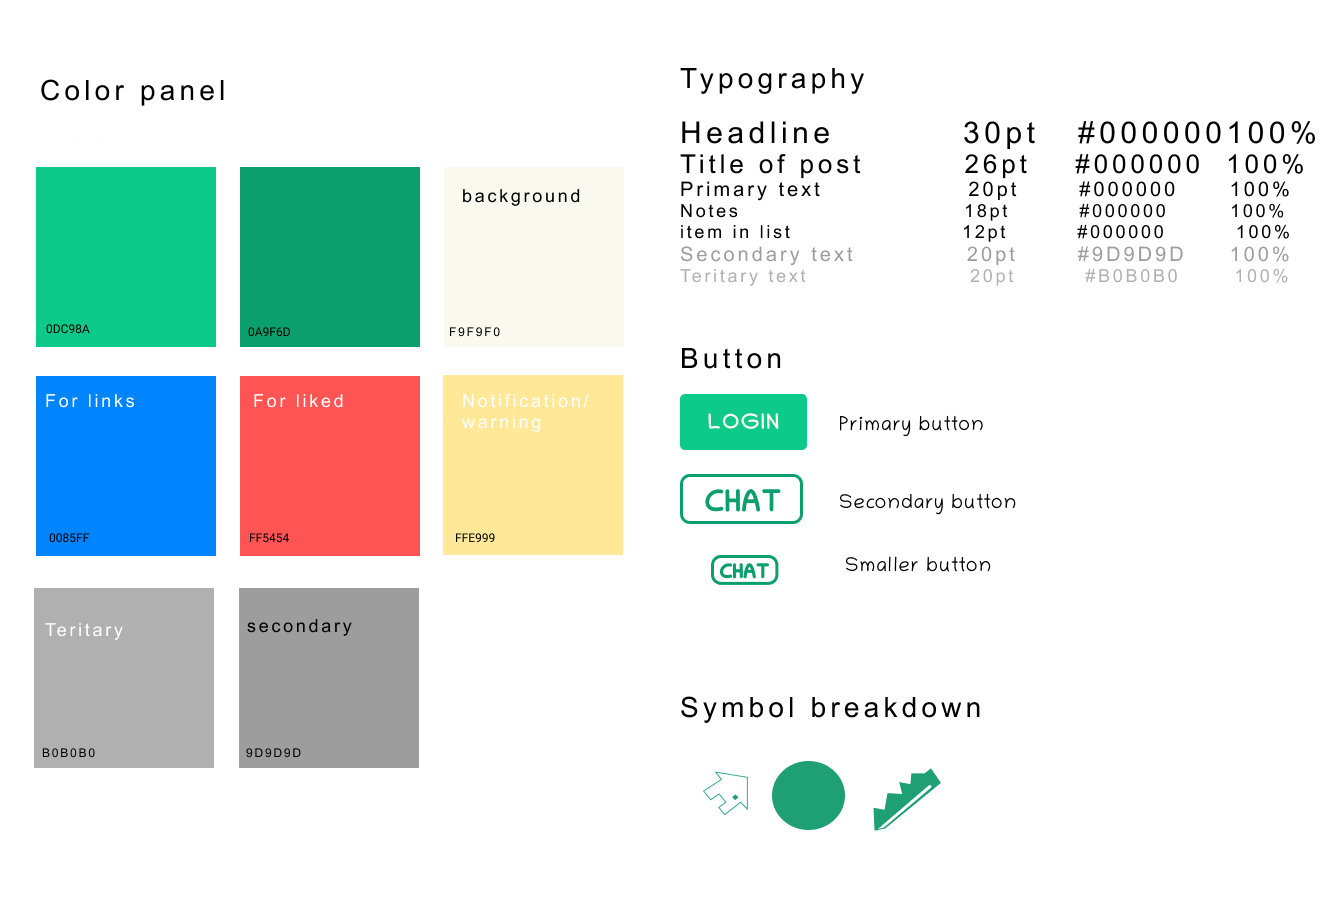 Color panel
0DC98A
0A9F6D
background
F9F9F0
For links
0085FF
For liked
FF5454
Notification/
warning
FFE999
Teritary
B0B0B0
secondary
9D9D9D
Typography
Headline 30pt #000000 100%
Title of post 26pt #000000 100%
Primary text 20pt #000000 100%
Notes 18pt #000000 100%
item in list 12pt #000000 100%
Secondary text 20pt #9D9D9D 100%
Teritary text 20pt #B0B0B0 100%
Button
LOGIN Primary button
CHAT Secondary button
CHAT Smaller button
Symbol breakdown